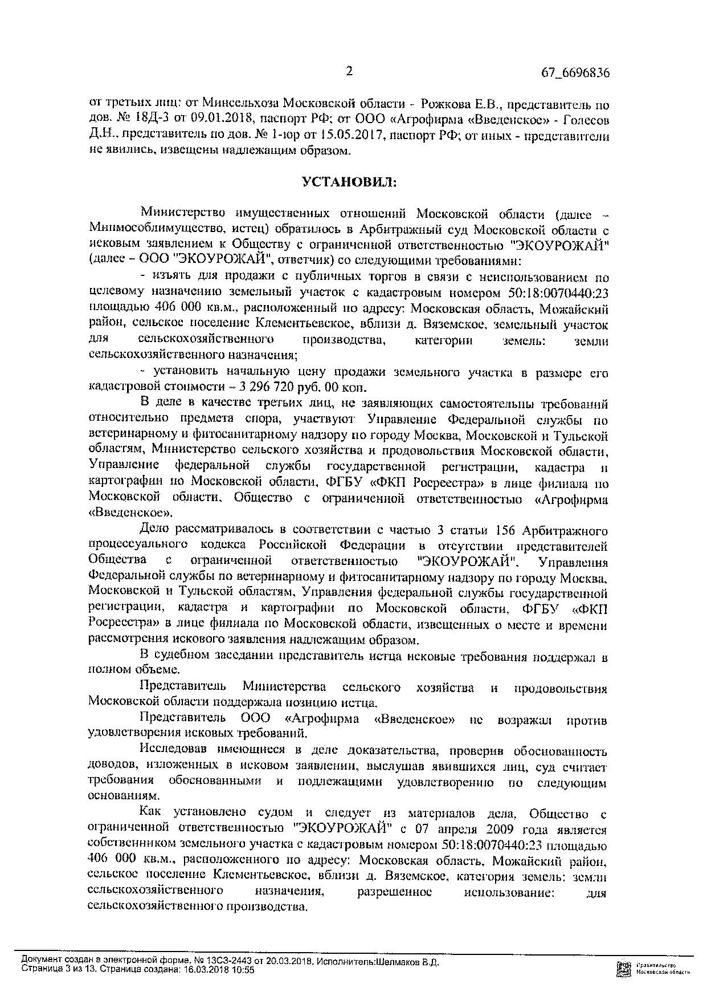 2
67_6696836
от третьих лиц: от Минсельхоза Московской области - Рожкова Е.В., представитель по
дов. № 18Д-3 от 09.01.2018, паспорт РФ; от ООО «Агрофирма «Введенское» - Голесов
Д.Н., представитель по дов. № 1-юр от 15.05.2017, паспорт РФ; от иных - представители
не явились, извещены надлежащим образом.
УСТАНОВИЛ:
Министерство имущественных отношений Московской области (далее –
Минмособлимущество, истец) обратилось в Арбитражный суд Московской области с
исковым заявлением к Обществу с ограниченной ответственностью "ЭКОУРОЖАЙ"
(далее – ООО "ЭКОУРОЖАЙ", ответчик) со следующими требованиями:
- изъять для продажи с публичных торгов в связи с неиспользованием по
целевому назначению земельный участок с кадастровым номером 50:18:0070440:23
площадью 406 000 кв.м., расположенный по адресу: Московская область, Можайский
район, сельское поселение Клементьевское, вблизи д. Вяземское, земельный участок
для сельскохозяйственного производства, категории земель: земли
сельскохозяйственного назначения;
- установить начальную цену продажи земельного участка в размере его
кадастровой стоимости – 3 296 720 руб. 00 коп.
В деле в качестве третьих лиц, не заявляющих самостоятельны требований
относительно предмета спора, участвуют Управление Федеральной службы по
ветеринарному и фитосанитарному надзору по городу Москва, Московской и Тульской
областям, Министерство сельского хозяйства и продовольствия Московской области,
Управление федеральной службы государственной регистрации, кадастра и
картографии по Московской области, ФГБУ «ФКП Росреестра» в лице филиала по
Московской области, Общество с ограниченной ответственностью «Агрофирма
«Введенское».
Дело рассматривалось в соответствии с частью 3 статьи 156 Арбитражного
процессуального кодекса Российской Федерации в отсутствии представителей
Общества с ограниченной ответственностью "ЭКОУРОЖАЙ", Управления
Федеральной службы по ветеринарному и фитосанитарному надзору по городу Москва,
Московской и Тульской областям, Управления федеральной службы государственной
регистрации, кадастра и картографии по Московской области, ФГБУ «ФКП
Росреестра» в лице филиала по Московской области, извещенных о месте и времени
рассмотрения искового заявления надлежащим образом.
В судебном заседании представитель истца исковые требования поддержал в
полном объеме.
Представитель Министерства сельского хозяйства и продовольствия
Московской области поддержала позицию истца.
Представитель ООО «Агрофирма «Введенское» не возражал против
удовлетворения исковых требований.
Исследовав имеющиеся в деле доказательства, проверив обоснованность
доводов, изложенных в исковом заявлении, выслушав явившихся лиц, суд считает
требования обоснованными и подлежащими удовлетворению по следующим
основаниям.
Как установлено судом и следует из материалов дела, Общество с
ограниченной ответственностью "ЭКОУРОЖАЙ" с 07 апреля 2009 года является
собственником земельного участка с кадастровым номером 50:18:0070440:23 площадью
406 000 кв.м., расположенного по адресу: Московская область, Можайский район,
сельское поселение Клементьевское, вблизи д. Вяземское, категория земель: земли
сельскохозяйственного назначения, разрешенное использование: для
сельскохозяйственного производства.
Документ создан в электронной форме. № 13СЗ-2443 от 20.03.2018. Исполнитель:Шелмаков В.Д.
Страница 3 из 13. Страница создана: 16.03.2018 10:55
Правительство
Московской области